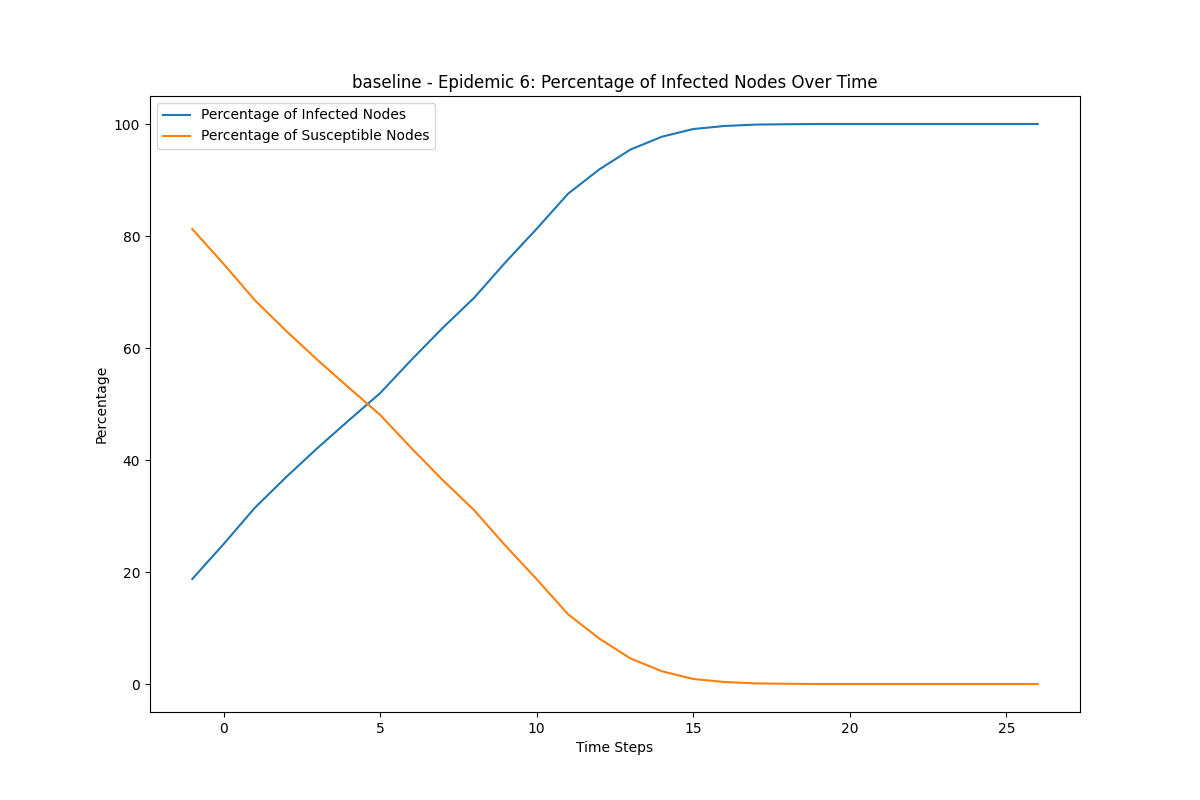 baseline - Epidemic 6: Percentage of Infected Nodes Over Time
Percentage of Infected Nodes
Percentage of Susceptible Nodes
100
80
60
40
20
0
Percentage
0 5 10 15 20 25
Time Steps